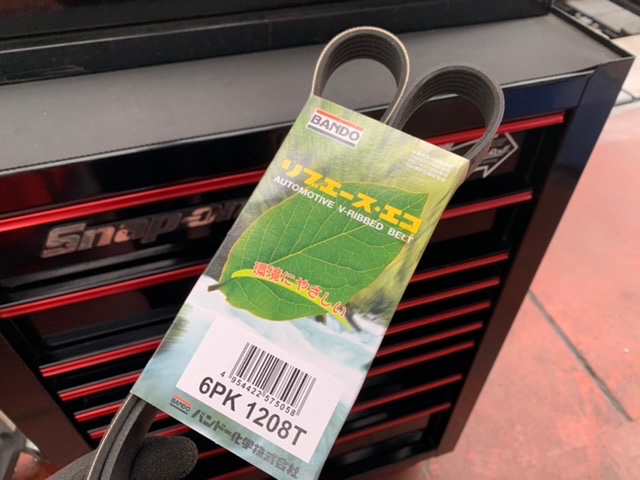 BANDO
リブエース・エコ
AUTOMOTIVE V-RIBBED BELT
Snap-on
環境にやさしい
4 954422 575058
6PK 1208T
BANDO
バンドー化学株式会社